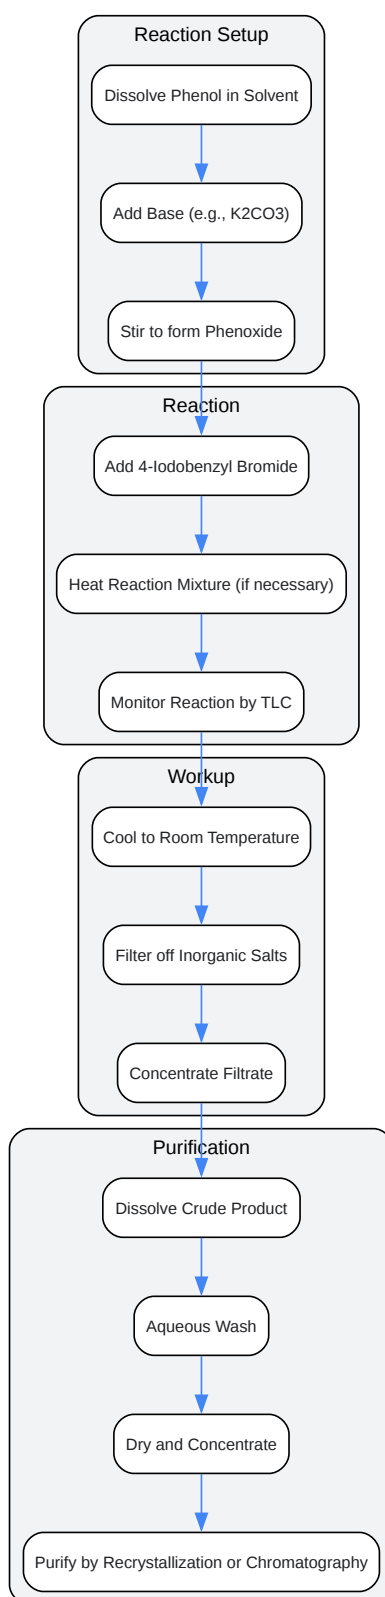 Reaction Setup
Dissolve Phenol in Solvent
Add Base (e.g., K2CO3)
Stir to form Phenoxide
Reaction
Add 4-Iodobenzyl Bromide
Heat Reaction Mixture (if necessary)
Monitor Reaction by TLC
Workup
Cool to Room Temperature
Filter off Inorganic Salts
Concentrate Filtrate
Purification
Dissolve Crude Product
Aqueous Wash
Dry and Concentrate
Purify by Recrystallization or Chromatography